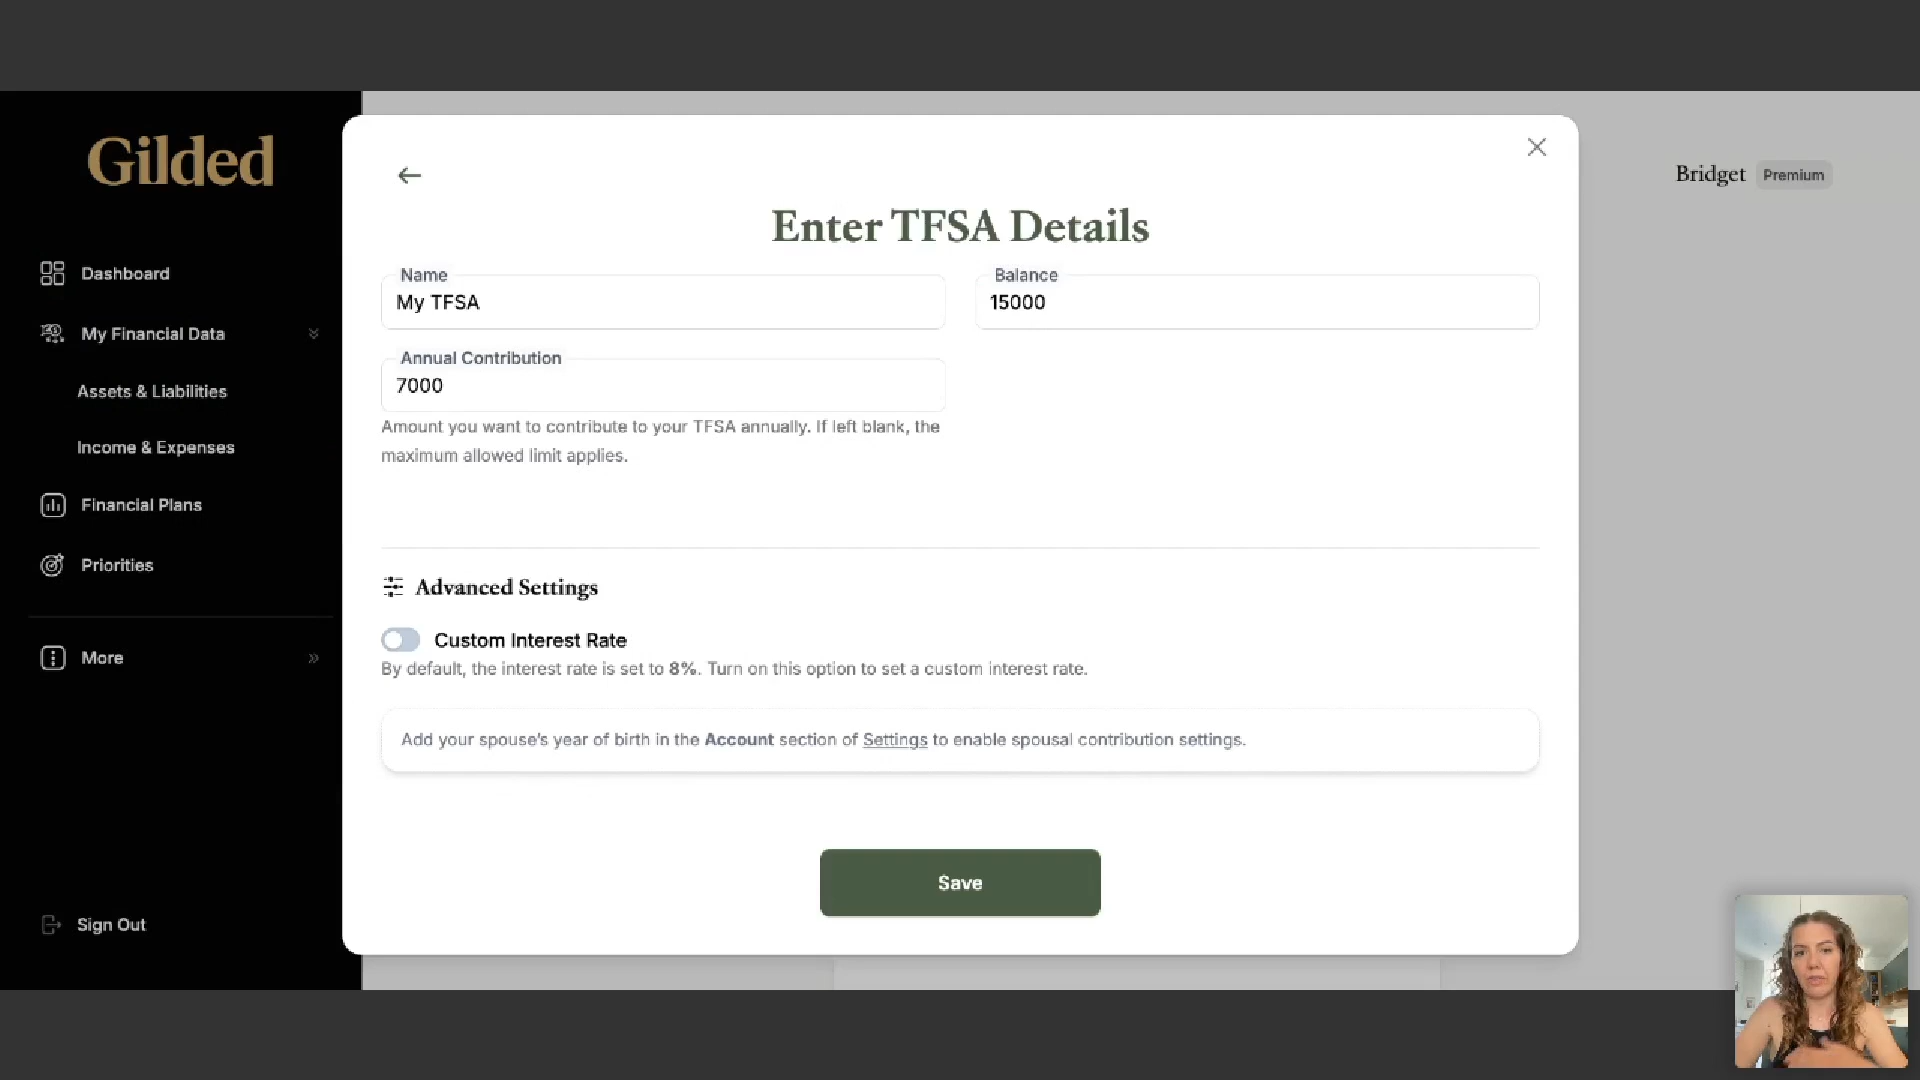 Gilded
Dashboard
My Financial Data
Assets & Liabilities
Income & Expenses
Financial Plans
Priorities
More
Sign Out
Enter TFSA Details
Name
My TFSA
Balance
15000
Annual Contribution
7000
Amount you want to contribute to your TFSA annually. If left blank, the
maximum allowed limit applies.
Advanced Settings
Custom Interest Rate
By default, the interest rate is set to 8%. Turn on this option to set a custom interest rate.
Add your spouse's year of birth in the Account section of Settings to enable spousal contribution settings.
Save
Bridget Premium